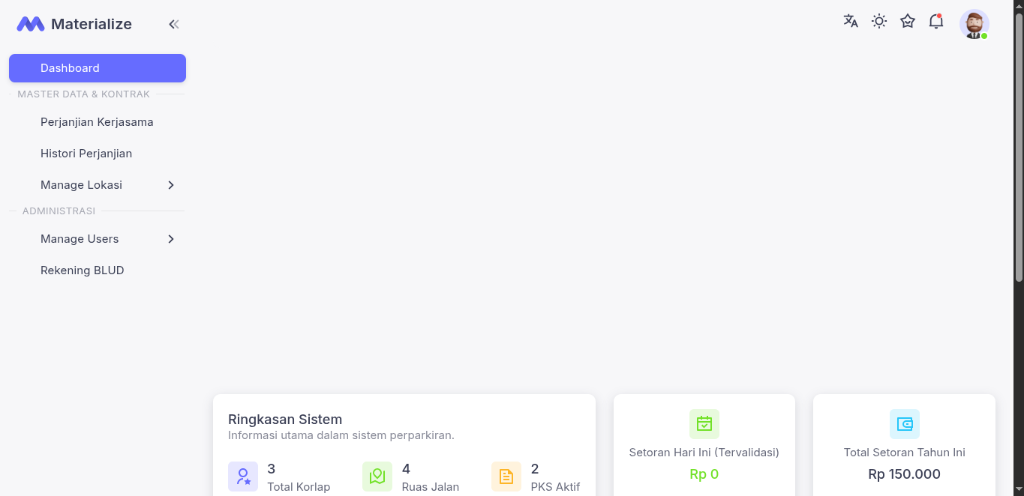 Materialize
Dashboard
MASTER DATA & KONTRAK
Perjanjian Kerjasama
Histori Perjanjian
Manage Lokasi
ADMINISTRASI
Manage Users
Rekening BLUD
Ringkasan Sistem
Informasi utama dalam sistem perparkiran.
3
Total Korlap
4
Ruas Jalan
2
PKS Aktif
Setoran Hari Ini (Tervalidasi)
Rp 0
Total Setoran Tahun Ini
Rp 150.000